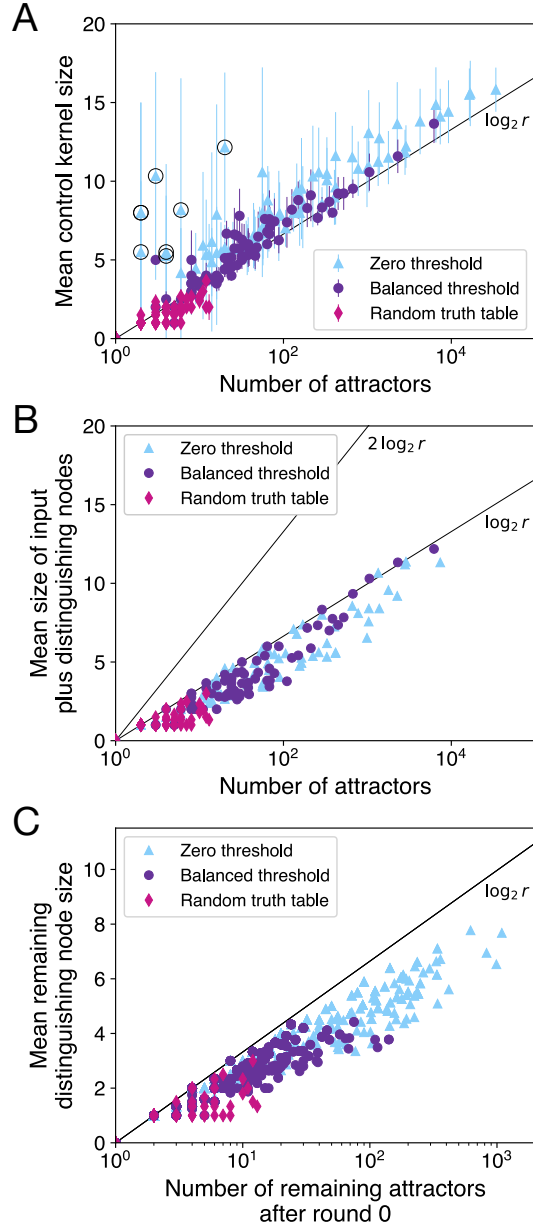 A
20
15
10
5
0
Mean control kernel size
log₂ r
Zero threshold
Balanced threshold
Random truth table
10⁰
10²
10⁴
Number of attractors
B
20
15
10
5
0
Mean size of input
plus distinguishing nodes
2 log₂ r
log₂ r
Zero threshold
Balanced threshold
Random truth table
10⁰
10²
10⁴
Number of attractors
C
10
8
6
4
2
0
Mean remaining
distinguishing node size
log₂ r
Zero threshold
Balanced threshold
Random truth table
10⁰
10¹
10²
10³
Number of remaining attractors
after round 0